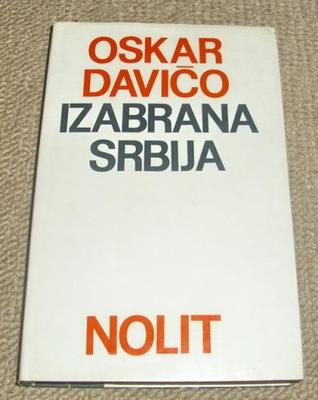 OSKAR
DAVIČO
IZABRANA
SRBIJA
NOLIT